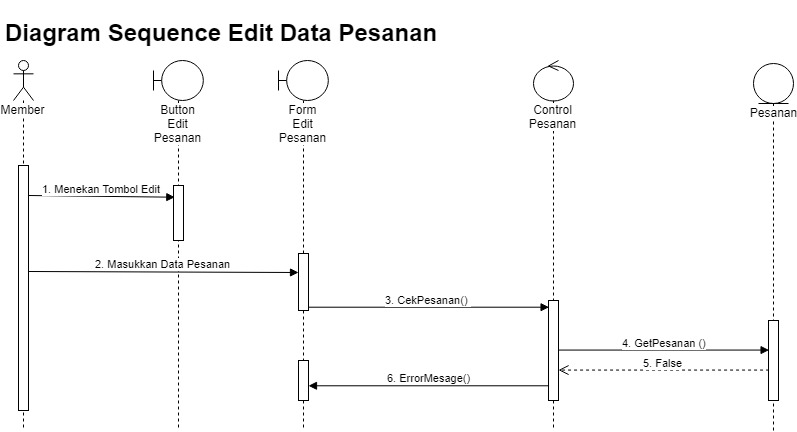 Diagram Sequence Edit Data Pesanan
Member
Button
Edit
Pesanan
Form
Edit
Pesanan
Control
Pesanan
Pesanan
1. Menekan Tombol Edit
2. Masukkan Data Pesanan
3. CekPesanan()
4. GetPesanan ()
5. False
6. ErrorMesage()